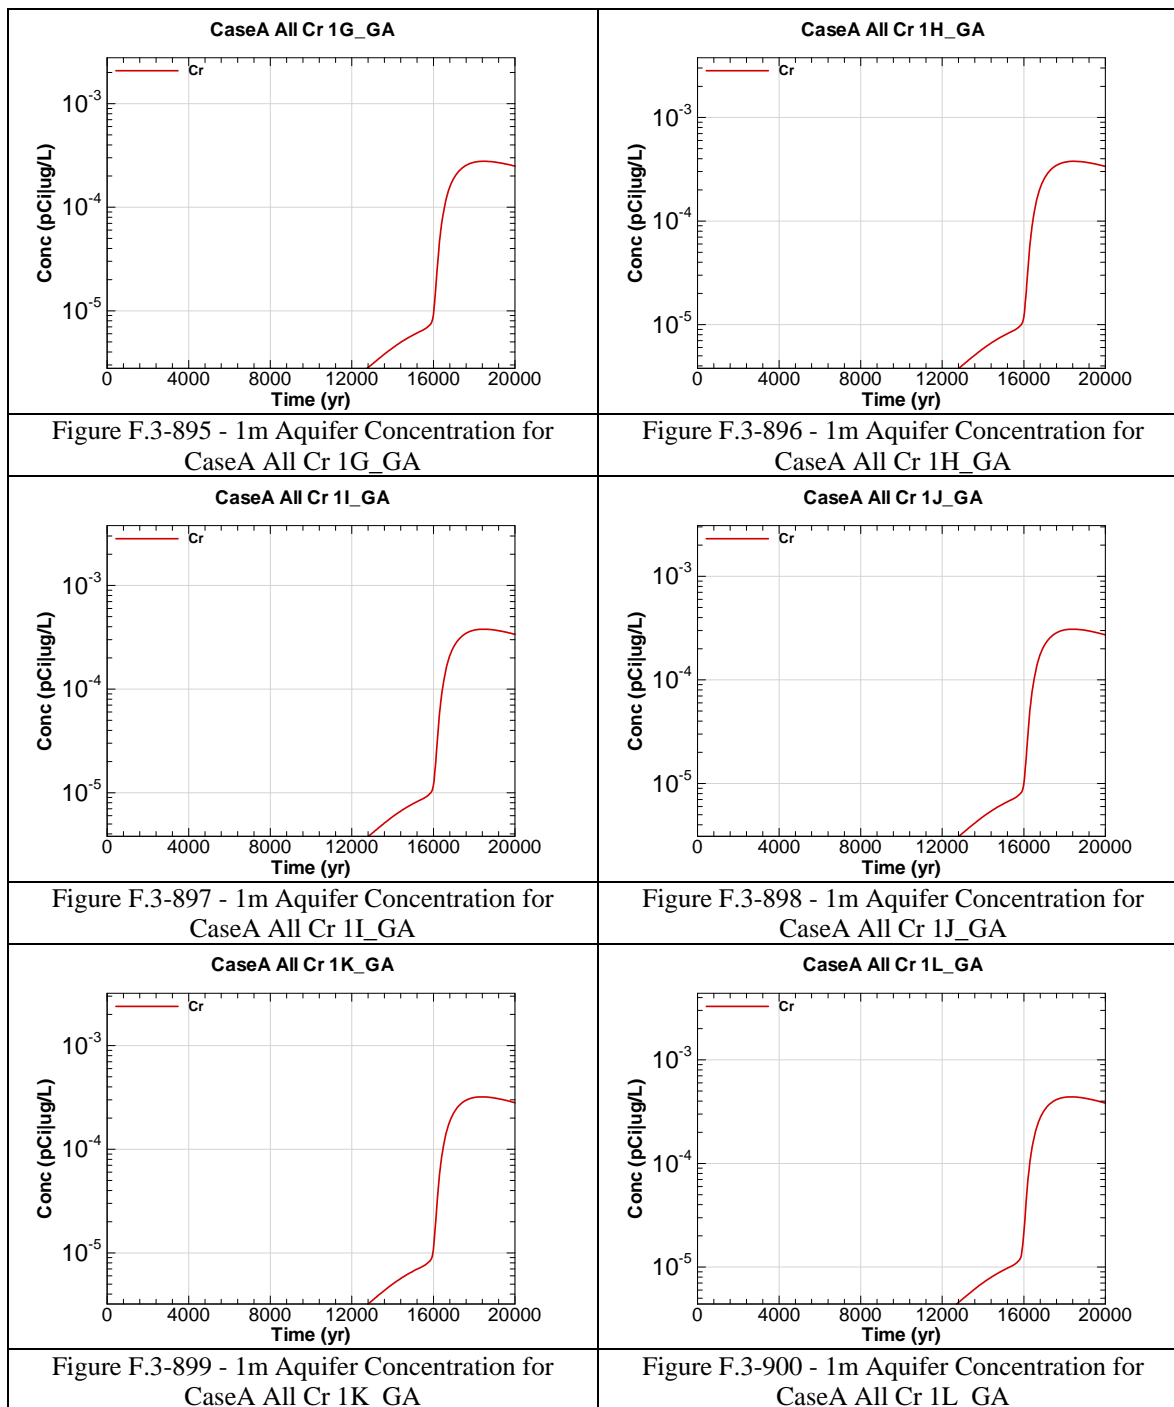 CaseA All Cr 1G_GA
Cr
10-3
10-4
10-5
Conc (pCi|ug/L)
0 4000 8000 12000 16000 20000
Time (yr)
Figure F.3-895 - 1m Aquifer Concentration for
CaseA All Cr 1G_GA
CaseA All Cr 1H_GA
Cr
10-3
10-4
10-5
Conc (pCi|ug/L)
0 4000 8000 12000 16000 20000
Time (yr)
Figure F.3-896 - 1m Aquifer Concentration for
CaseA All Cr 1H_GA
CaseA All Cr 1I_GA
Cr
10-3
10-4
10-5
Conc (pCi|ug/L)
0 4000 8000 12000 16000 20000
Time (yr)
Figure F.3-897 - 1m Aquifer Concentration for
CaseA All Cr 1I_GA
CaseA All Cr 1J_GA
Cr
10-3
10-4
10-5
Conc (pCi|ug/L)
0 4000 8000 12000 16000 20000
Time (yr)
Figure F.3-898 - 1m Aquifer Concentration for
CaseA All Cr 1J_GA
CaseA All Cr 1K_GA
Cr
10-3
10-4
10-5
Conc (pCi|ug/L)
0 4000 8000 12000 16000 20000
Time (yr)
Figure F.3-899 - 1m Aquifer Concentration for
CaseA All Cr 1K_GA
CaseA All Cr 1L_GA
Cr
10-3
10-4
10-5
Conc (pCi|ug/L)
0 4000 8000 12000 16000 20000
Time (yr)
Figure F.3-900 - 1m Aquifer Concentration for
CaseA All Cr 1L_GA